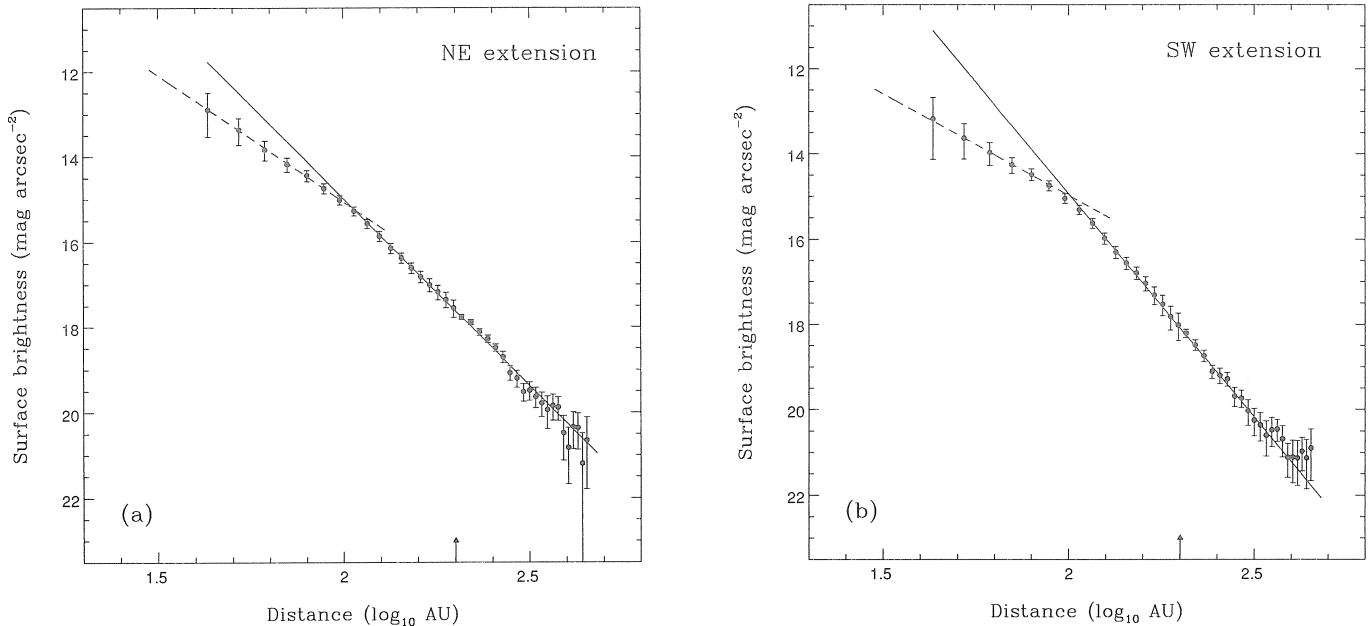 NE extension
Surface brightness (mag arcsec⁻²)
12
14
16
18
20
22
(a)
1.5
2
2.5
Distance (log₁₀ AU)
SW extension
Surface brightness (mag arcsec⁻²)
12
14
16
18
20
22
(b)
1.5
2
2.5
Distance (log₁₀ AU)